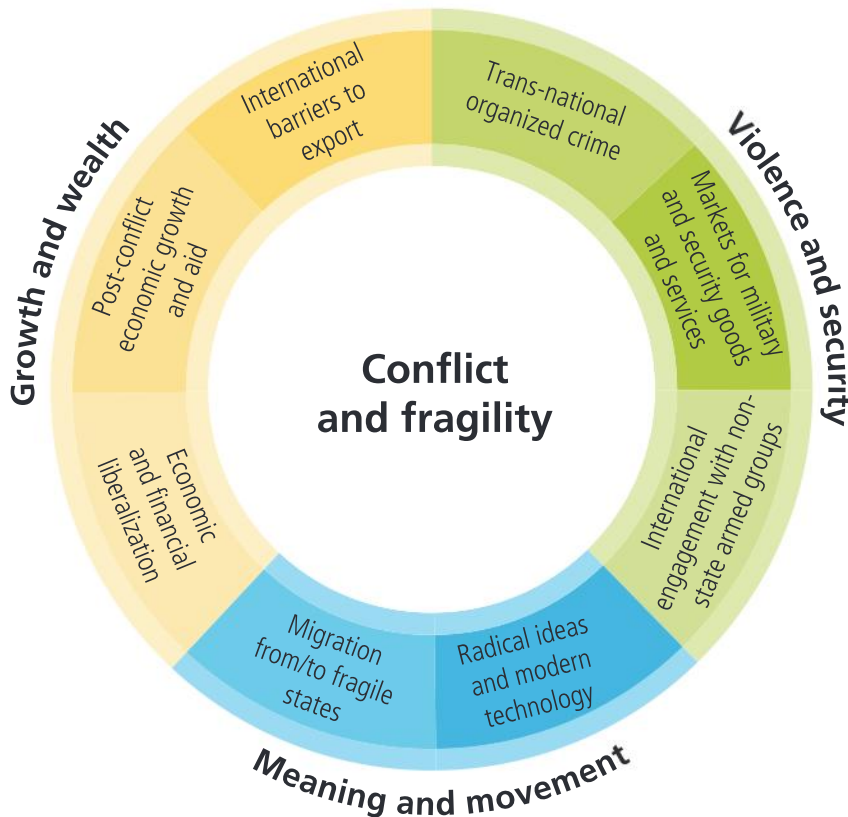 Conflict
and fragility
Violence and security
Trans-national
organized crime
Markets for military
and security goods
and services
International
engagement with non-
state armed groups
Meaning and movement
Radical ideas
and modern
technology
Migration
from/to fragile
states
Growth and wealth
Economic
and financial
liberalization
Post-conflict
economic growth
and aid
International
barriers to
export